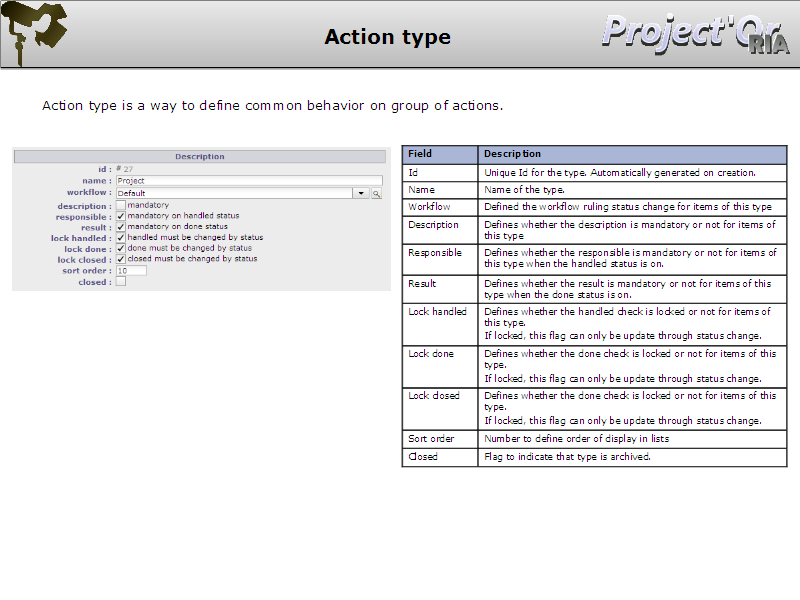 Action type
Project'Or
RIA
Action type is a way to define common behavior on group of actions.
Description
id : # 27
name : Project
workflow : Default
description : mandatory
responsible : mandatory on handled status
result : mandatory on done status
lock handled : handled must be changed by status
lock done : done must be changed by status
lock closed : closed must be changed by status
sort order : 10
closed :
Field Description
Id Unique Id for the type. Automatically generated on creation.
Name Name of the type.
Workflow Defined the workflow ruling status change for items of this type
Description Defines whether the description is mandatory or not for items of
this type
Responsible Defines whether the responsible is mandatory or not for items of
this type when the handled status is on.
Result Defines whether the result is mandatory or not for items of this
type when the done status is on.
Lock handled Defines whether the handled check is locked or not for items of
this type.
If locked, this flag can only be update through status change.
Lock done Defines whether the done check is locked or not for items of this
type.
If locked, this flag can only be update through status change.
Lock closed Defines whether the done check is locked or not for items of this
type.
If locked, this flag can only be update through status change.
Sort order Number to define order of display in lists
Closed Flag to indicate that type is archived.